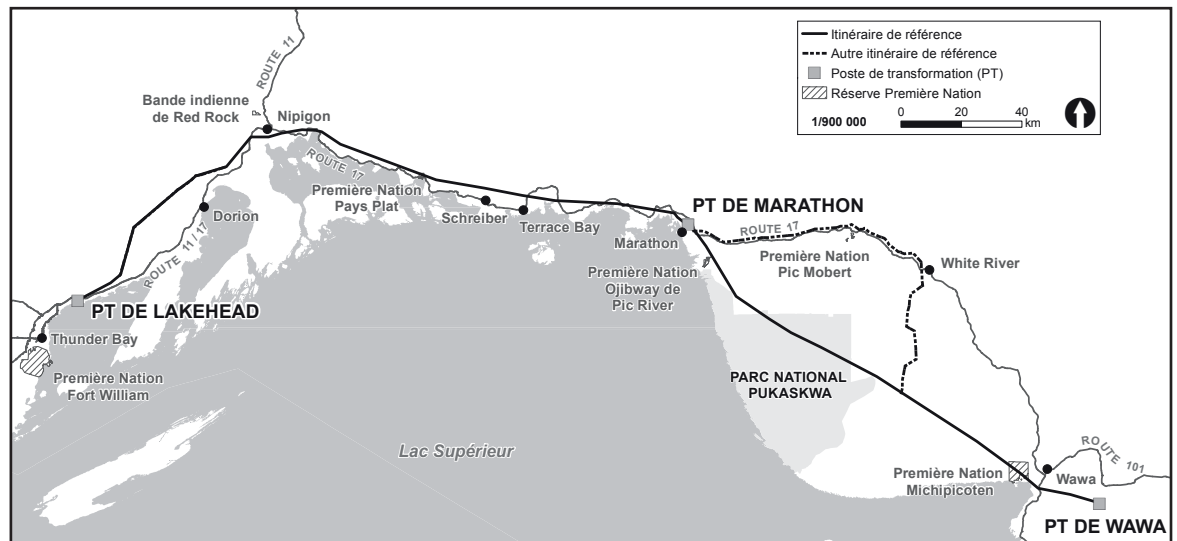 Itinéraire de référence
Autre itinéraire de référence
Poste de transformation (PT)
Réserve Première Nation
1/900 000
0 20 40
km
ROUTE 11
Bande indienne
de Red Rock
Nipigon
ROUTE 17
Première Nation
Pays Plat
Dorion
ROUTE 11/17
Schreiber
Terrace Bay
PT DE MARATHON
Marathon
ROUTE 17
Première Nation
Pic Mobert
White River
Première Nation
Ojibway de
Pic River
PT DE LAKEHEAD
Thunder Bay
Première Nation
Fort William
PARC NATIONAL
PUKASKWA
Lac Supérieur
ROUTE 101
Première Nation
Michipicoten
Wawa
PT DE WAWA